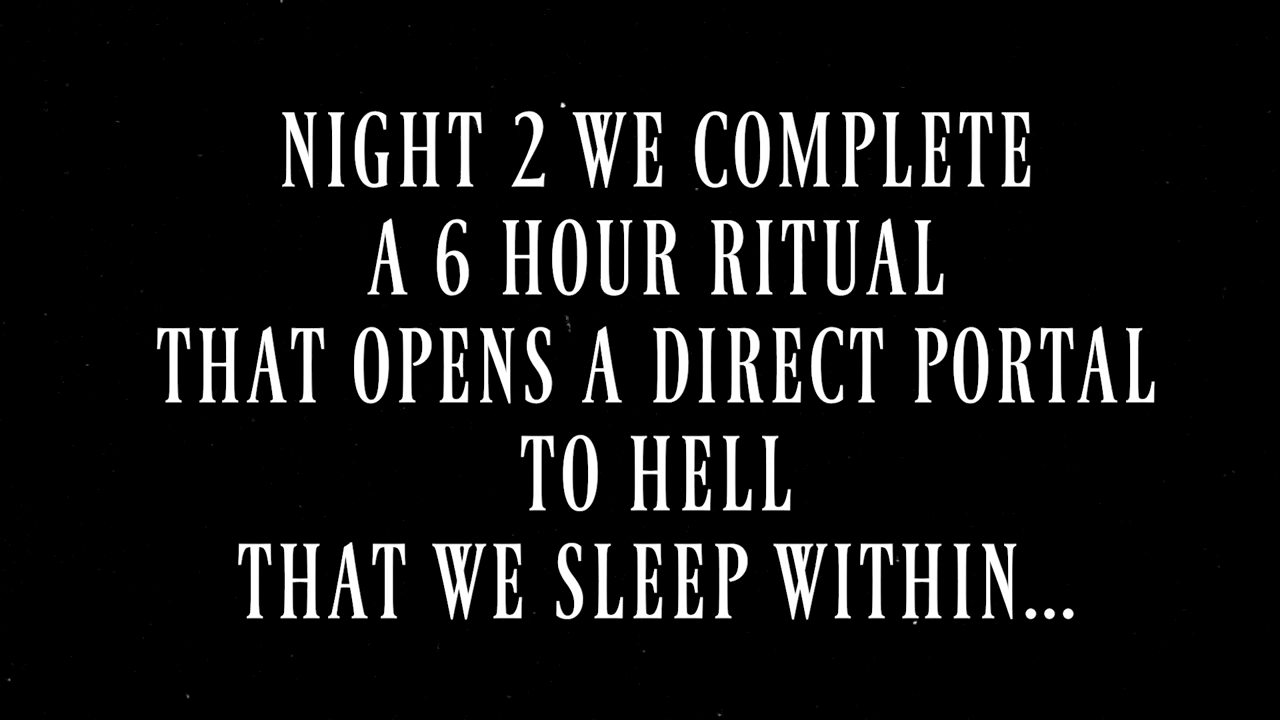 NIGHT 2 WE COMPLETE
A 6 HOUR RITUAL
THAT OPENS A DIRECT PORTAL
TO HELL
THAT WE SLEEP WITHIN...